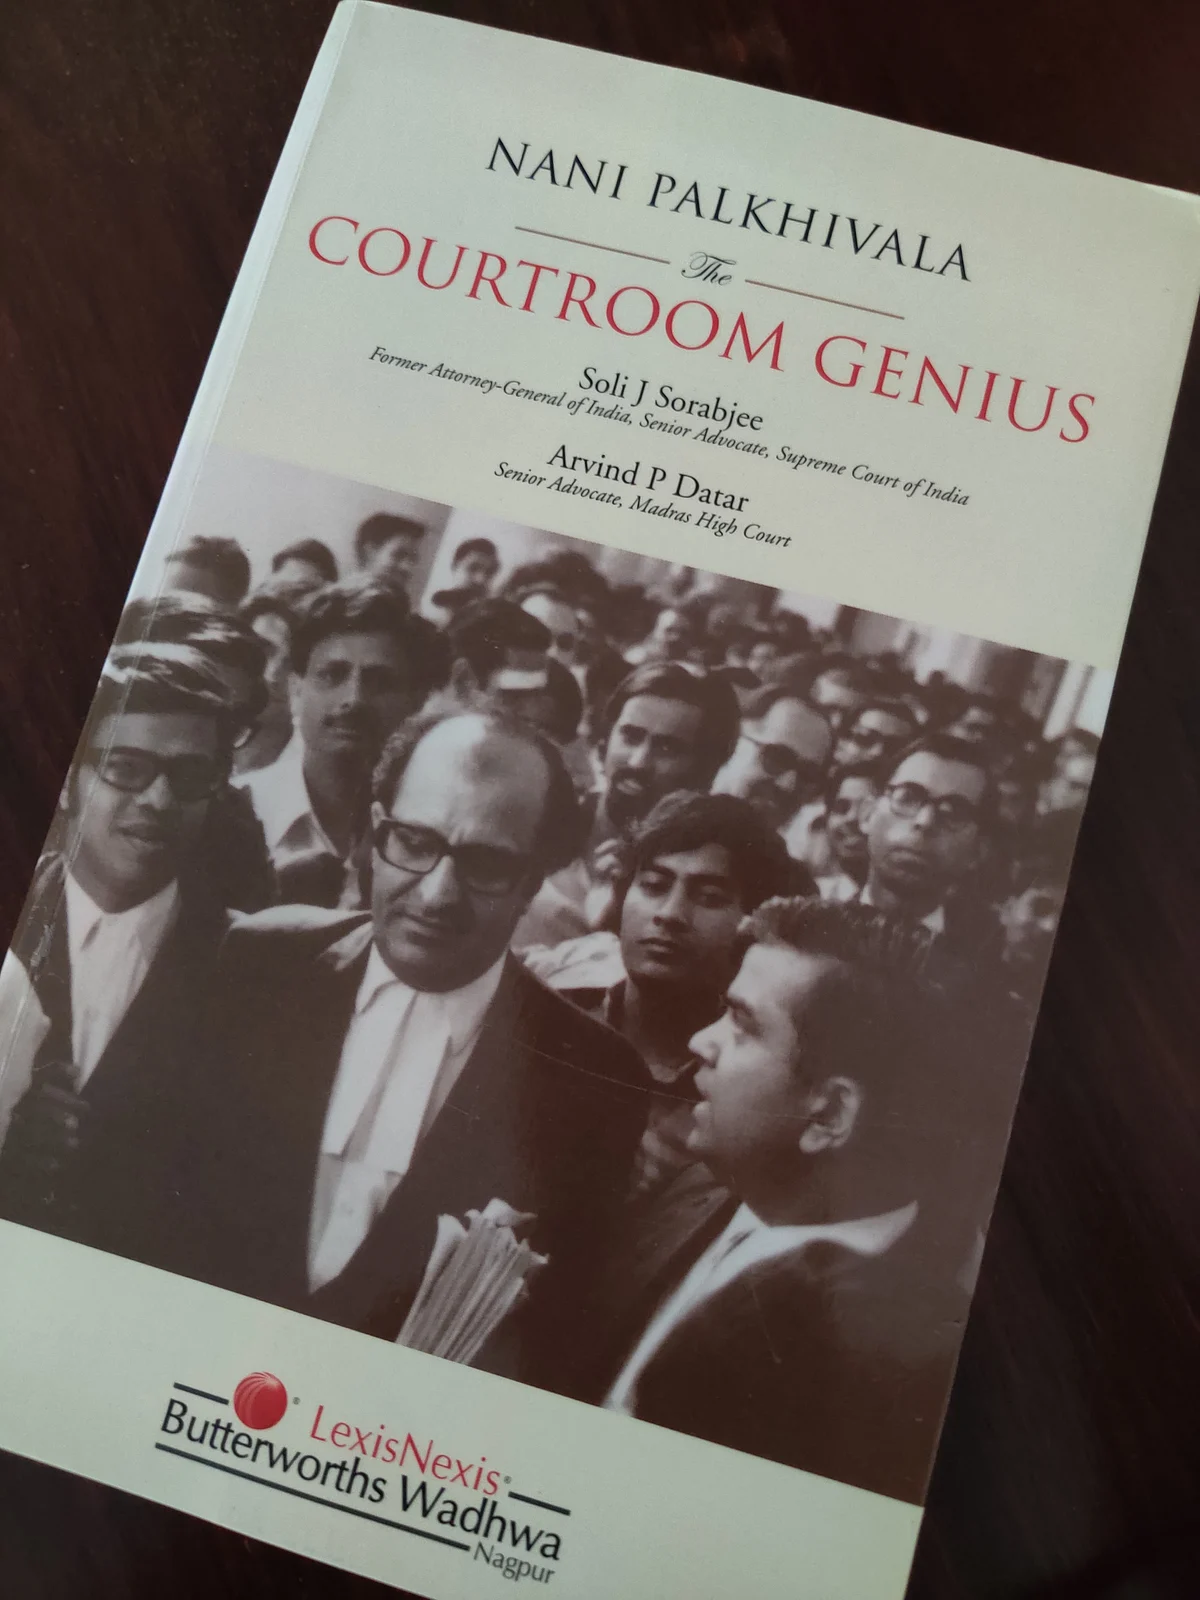 NANI PALKHIVALA
The
COURTROOM GENIUS
Soli J Sorabjee
Former Attorney-General of India, Senior Advocate, Supreme Court of India
Arvind P Datar
Senior Advocate, Madras High Court
LexisNexis®
Butterworths Wadhwa
Nagpur